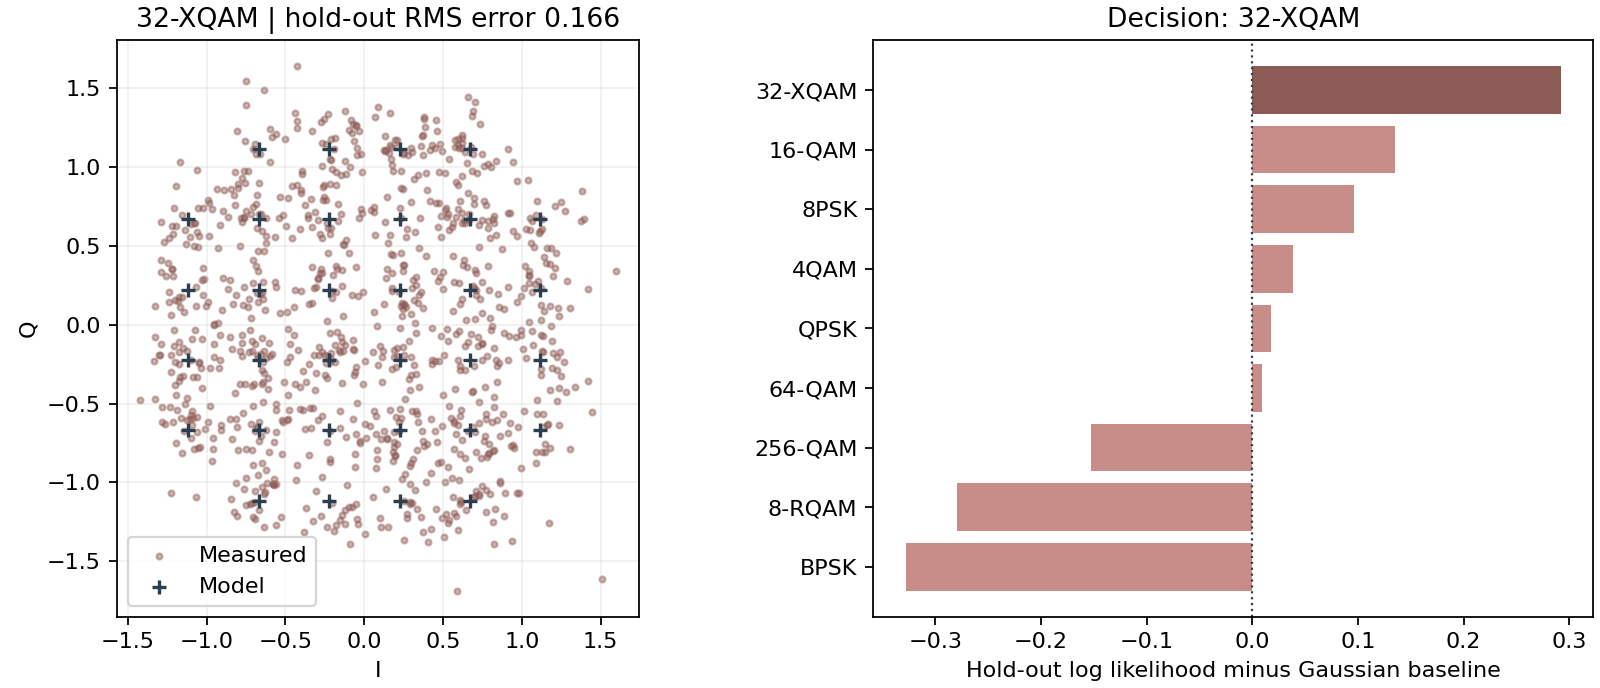 32-XQAM | hold-out RMS error 0.166
1.5
1.0
0.5
0.0
−0.5
−1.0
−1.5
Q
Measured
Model
−1.5 −1.0 −0.5 0.0 0.5 1.0 1.5
I
Decision: 32-XQAM
32-XQAM
16-QAM
8PSK
4QAM
QPSK
64-QAM
256-QAM
8-RQAM
BPSK
−0.3 −0.2 −0.1 0.0 0.1 0.2 0.3
Hold-out log likelihood minus Gaussian baseline